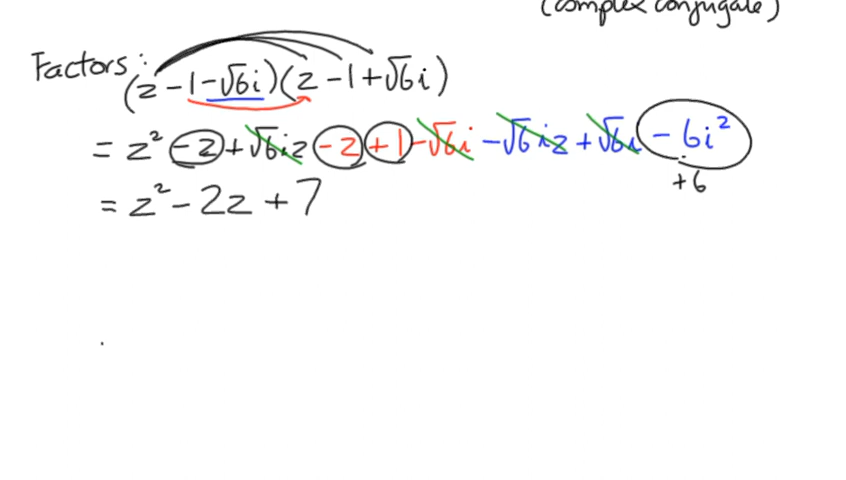 (complex conjugate)
Factors: (z - 1 - √6i)(z - 1 + √6i)
= z² - z + √6iz - z + 1 - √6i - √6iz + √6i - 6i²
+6
= z² - 2z + 7